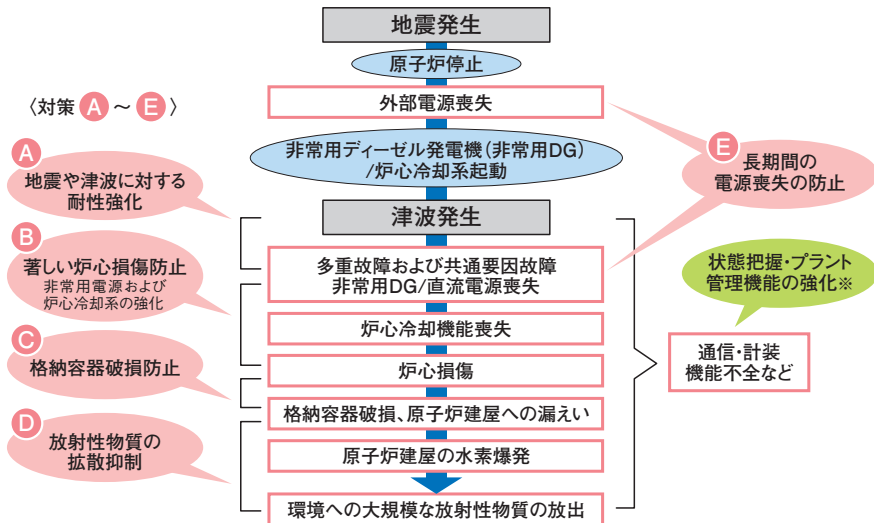 地震発生
原子炉停止
外部電源喪失
〈対策 A ～ E 〉
非常用ディーゼル発電機（非常用DG）
/炉心冷却系起動
E
長期間の
電源喪失の防止
A
地震や津波に対する
耐性強化
津波発生
B
著しい炉心損傷防止
非常用電源および
炉心冷却系の強化
多重故障および共通要因故障
非常用DG/直流電源喪失
状態把握・プラント
管理機能の強化※
炉心冷却機能喪失
通信・計装
機能不全など
C
格納容器破損防止
炉心損傷
格納容器破損、原子炉建屋への漏えい
D
放射性物質の
拡散抑制
原子炉建屋の水素爆発
環境への大規模な放射性物質の放出